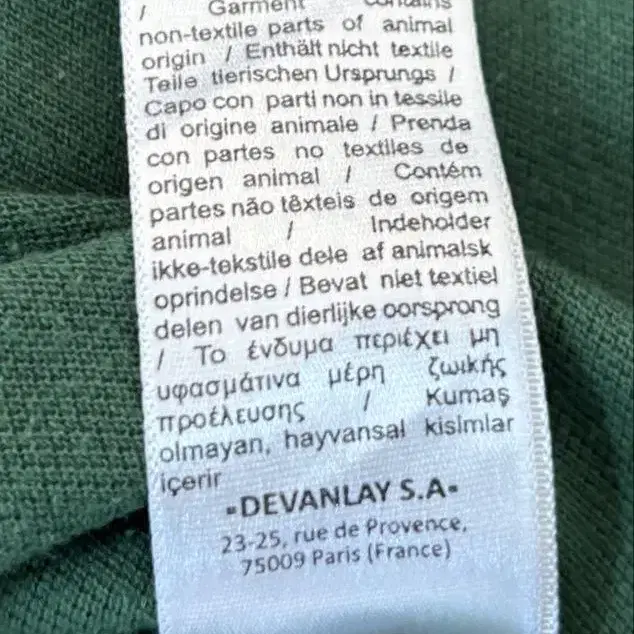 / Garment contains
non-textile parts of animal
origin / Enthält nicht textile
Teile tierischen Ursprungs /
Capo con parti non in tessile
di origine animale / Prenda
con partes no textiles de
origen animal / Contém
partes não têxteis de origem
animal / Indeholder
ikke-tekstile dele af animalsk
oprindelse / Bevat niet textiel
delen van dierlijke oorsprong
/ Το ένδυμα περιέχει μη
υφασμάτινα μέρη ζωικής
προέλευσης / Kumaş
olmayan, hayvansal kisimlar
içerir
-DEVANLAY S.A-
23-25, rue de Provence,
75009 Paris (France)